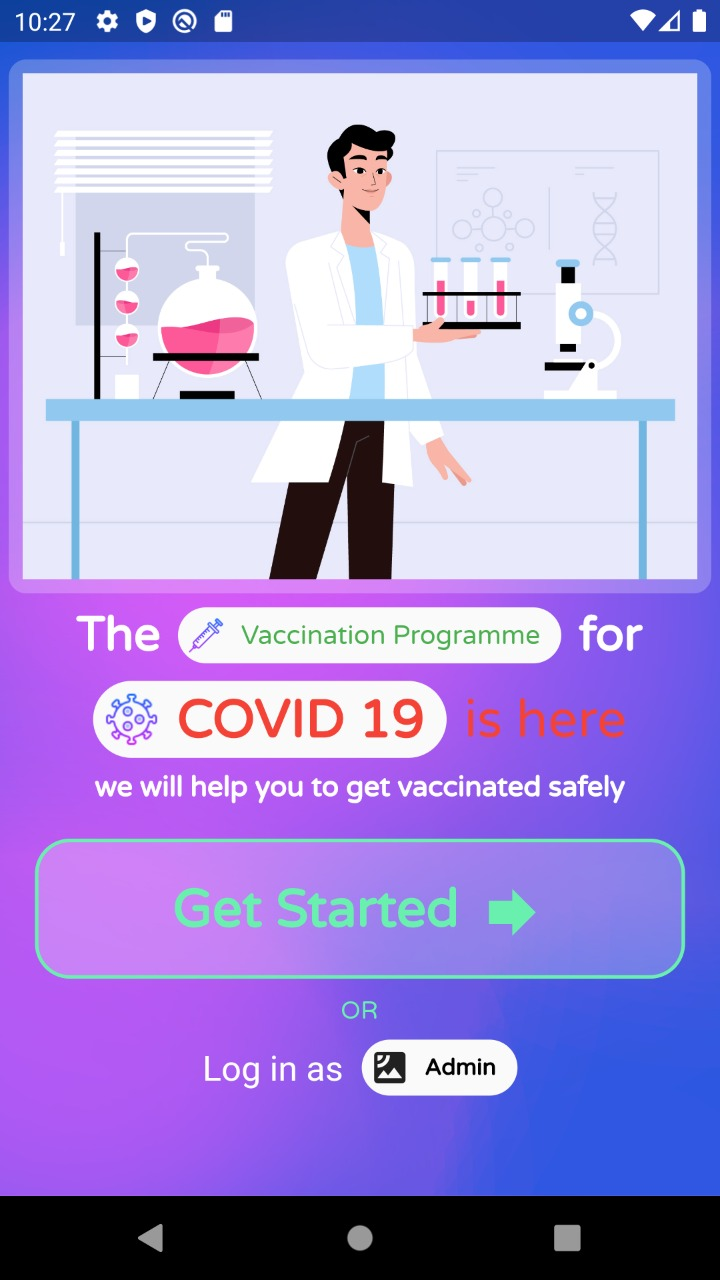 10:27
The Vaccination Programme for
COVID 19 is here
we will help you to get vaccinated safely
Get Started
OR
Log in as Admin